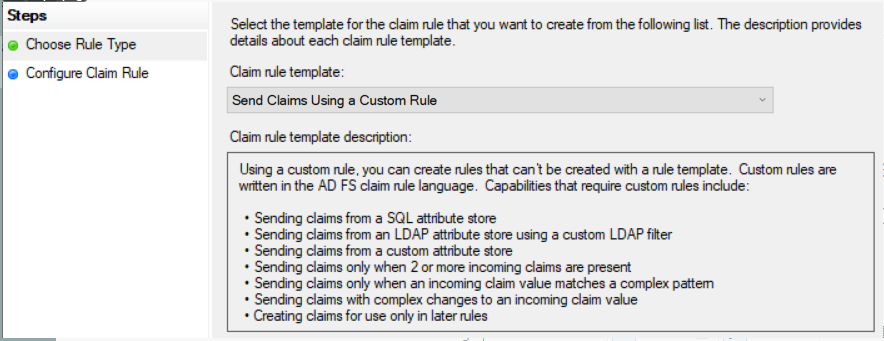 Steps
Choose Rule Type
Configure Claim Rule
Select the template for the claim rule that you want to create from the following list. The description provides
details about each claim rule template.
Claim rule template:
Send Claims Using a Custom Rule
Claim rule template description:
Using a custom rule, you can create rules that can't be created with a rule template. Custom rules are
written in the AD FS claim rule language. Capabilities that require custom rules include:
• Sending claims from a SQL attribute store
• Sending claims from an LDAP attribute store using a custom LDAP filter
• Sending claims from a custom attribute store
• Sending claims only when 2 or more incoming claims are present
• Sending claims only when an incoming claim value matches a complex pattern
• Sending claims with complex changes to an incoming claim value
• Creating claims for use only in later rules